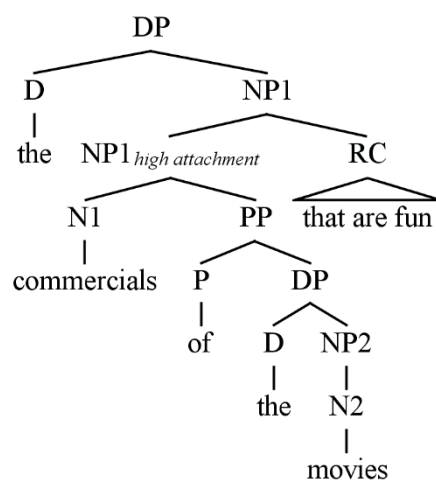 DP
D NP1
the NP1 high attachment RC
N1 PP that are fun
commercials P DP
of D NP2
the N2
movies